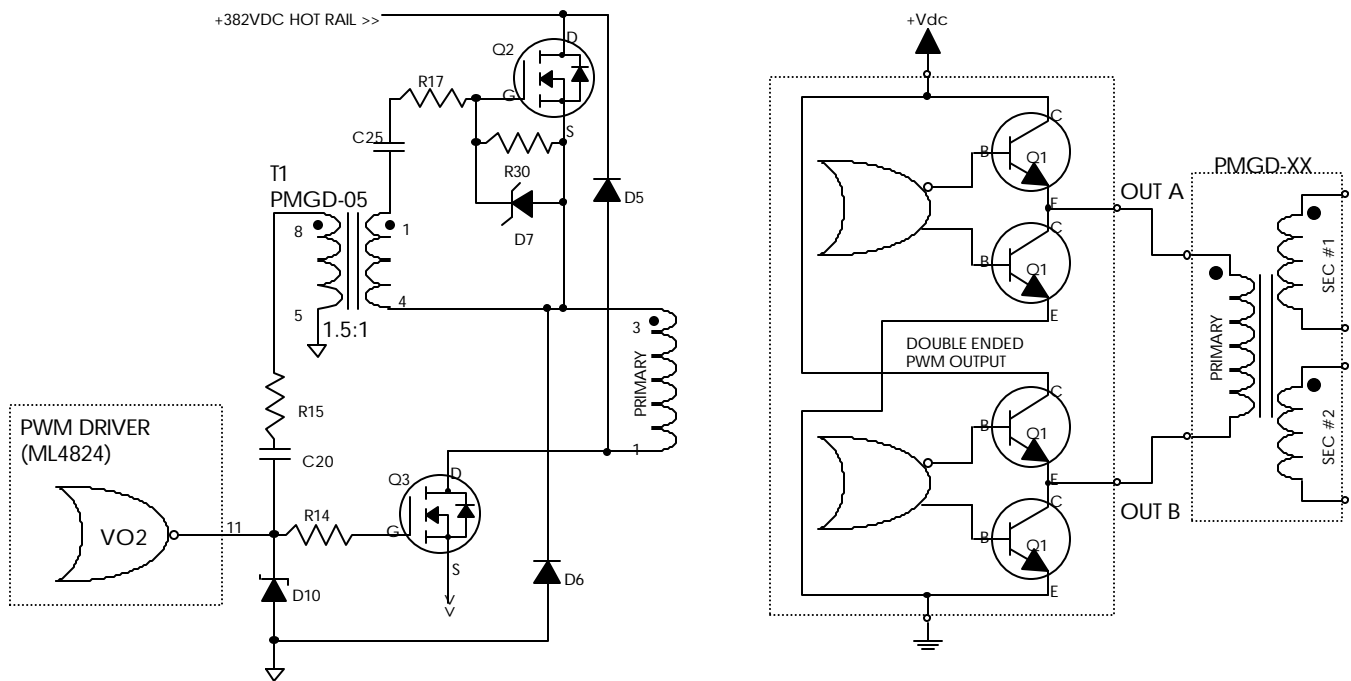 +382VDC HOT RAIL >>
Q2
D
G
S
R17
C25
R30
D7
D5
T1
PMGD-05
8
1
5
4
1.5:1
3
PRIMARY
1
R15
C20
PWM DRIVER
(ML4824)
VO2
11
R14
Q3
D
G
S
D10
D6
+Vdc
C
B
Q1
E
C
B
Q1
E
OUT A
DOUBLE ENDED
PWM OUTPUT
C
B
Q1
E
C
B
Q1
E
OUT B
PMGD-XX
PRIMARY
SEC #1
SEC #2